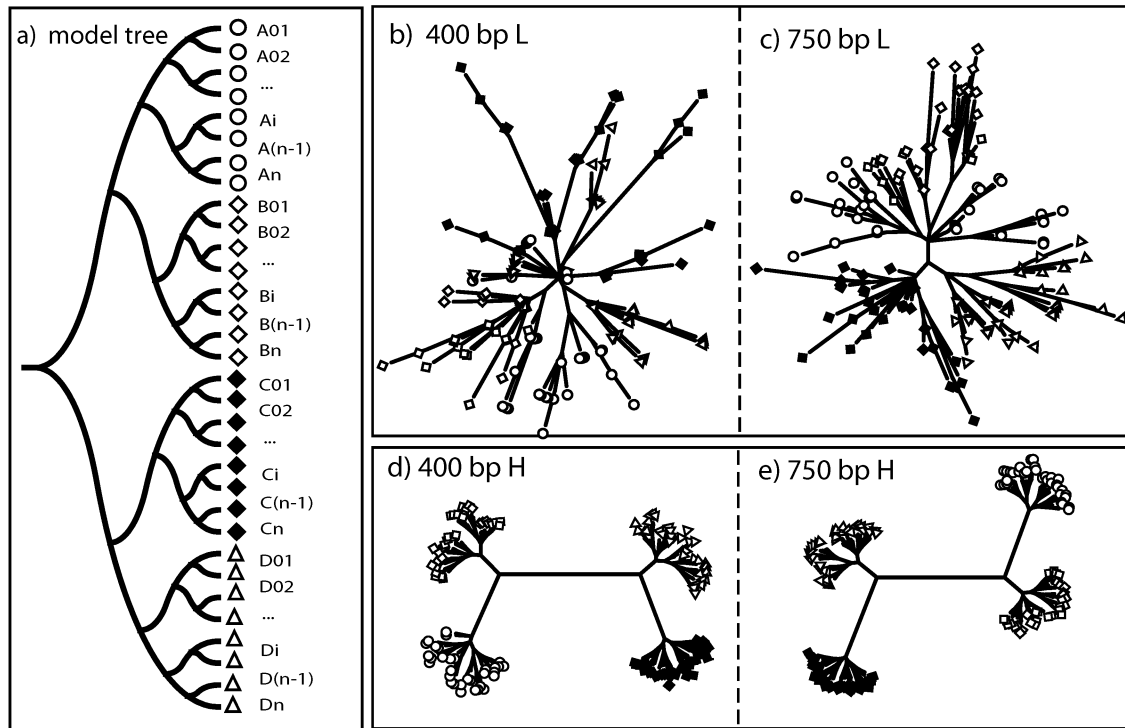 a) model tree
A01
A02
...
Ai
A(n-1)
An
B01
B02
...
Bi
B(n-1)
Bn
C01
C02
...
Ci
C(n-1)
Cn
D01
D02
...
Di
D(n-1)
Dn
b) 400 bp L
c) 750 bp L
d) 400 bp H
e) 750 bp H